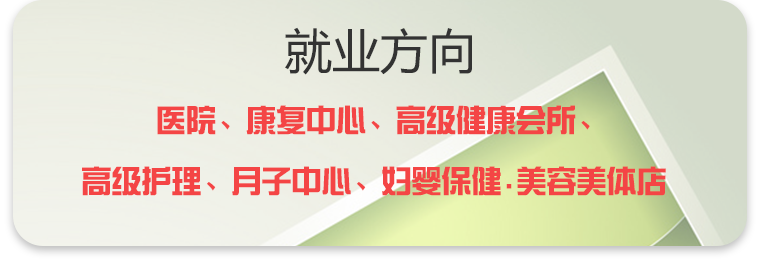 就业方向
医院、康复中心、高级健康会所、
高级护理、月子中心、妇婴保健.美容美体店